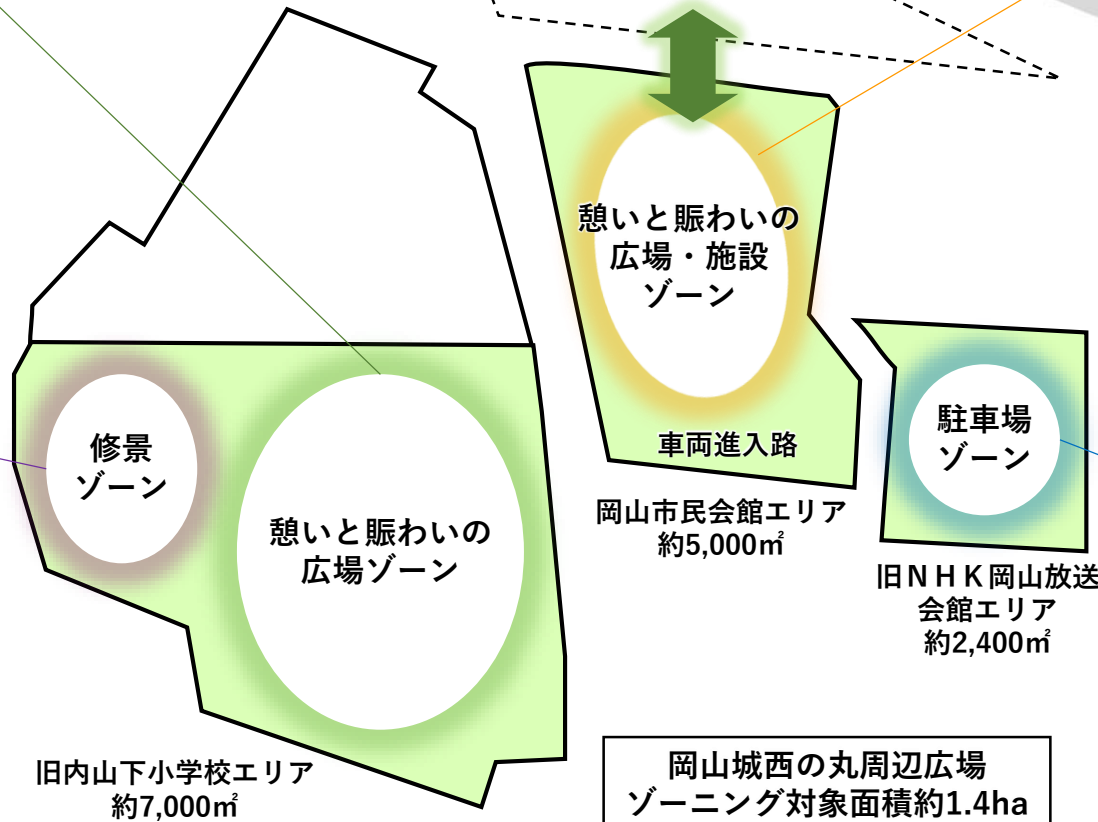 憩いと賑わいの
広場・施設
ゾーン
車両進入路
岡山市民会館エリア
約5,000㎡
駐車場
ゾーン
旧ＮＨＫ岡山放送
会館エリア
約2,400㎡
修景
ゾーン
憩いと賑わいの
広場ゾーン
旧内山下小学校エリア
約7,000㎡
岡山城西の丸周辺広場
ゾーニング対象面積約1.4ha